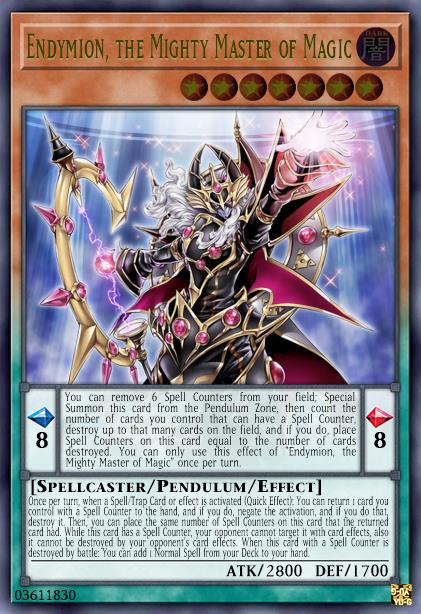 ENDYMION, THE MIGHTY MASTER OF MAGIC
DARK
闇
You can remove 6 Spell Counters from your field; Special
Summon this card from the Pendulum Zone, then count the
number of cards you control that can have a Spell Counter,
destroy up to that many cards on the field, and if you do, place
Spell Counters on this card equal to the number of cards
destroyed. You can only use this effect of "Endymion, the
Mighty Master of Magic" once per turn.
8
8
[SPELLCASTER/PENDULUM/EFFECT]
Once per turn, when a Spell/Trap Card or effect is activated (Quick Effect): You can return 1 card you
control with a Spell Counter to the hand, and if you do, negate the activation, and if you do that,
destroy it. Then, you can place the same number of Spell Counters on this card that the returned
card had. While this card has a Spell Counter, your opponent cannot target it with card effects, also
it cannot be destroyed by your opponent's card effects. When this card with a Spell Counter is
destroyed by battle: You can add 1 Normal Spell from your Deck to your hand.
ATK/2800 DEF/1700
03611830